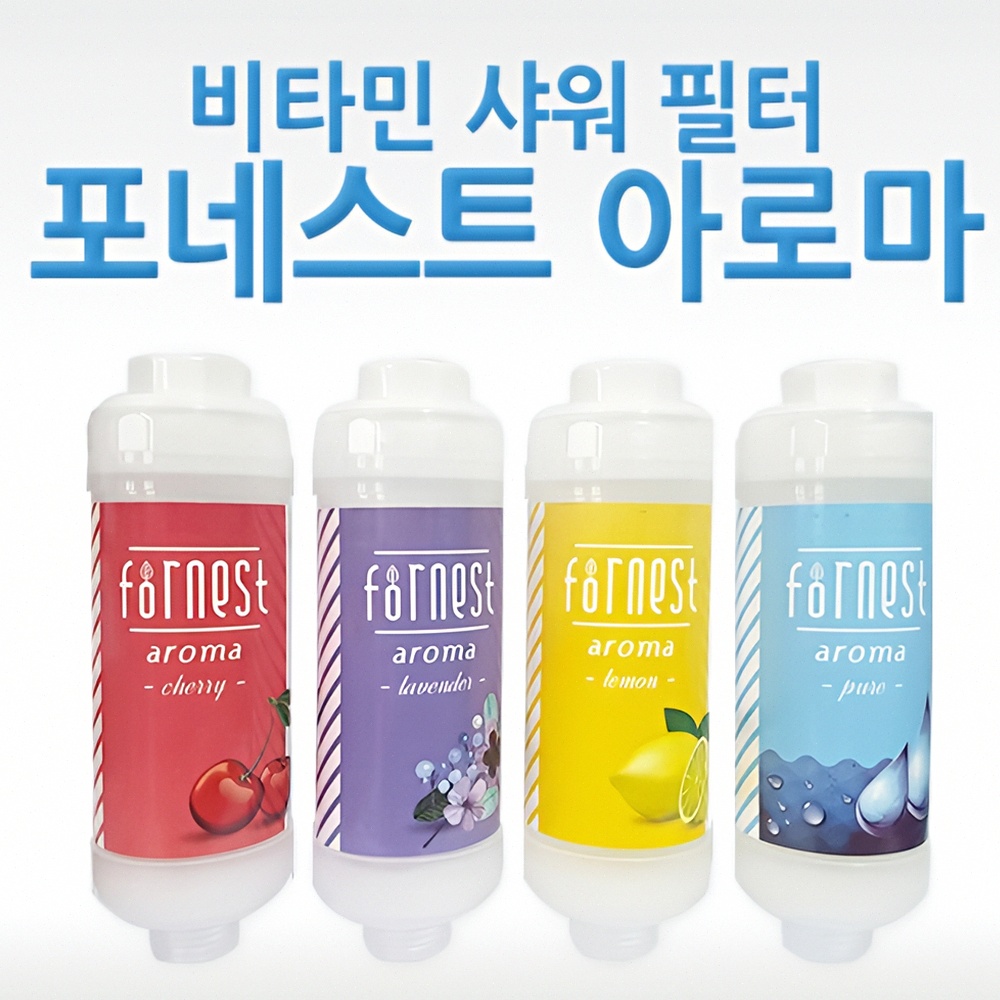 비타민 샤워 필터
포네스트 아로마
fornest
aroma
- cherry -
fornest
aroma
- lavender -
fornest
aroma
- lemon -
fornest
aroma
- pure -